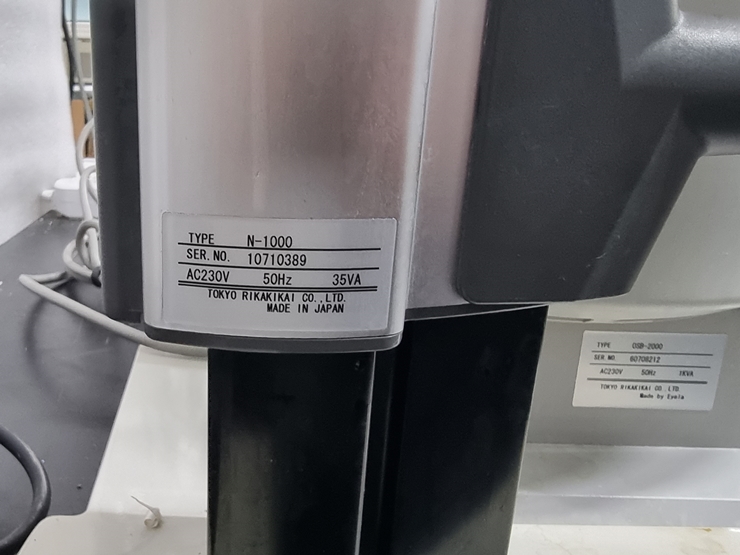 TYPE N-1000
SER. NO. 10710389
AC230V 50Hz 35VA
TOKYO RIKAKIKAI CO., LTD.
MADE IN JAPAN
TYPE OSB-2000
SER. NO. 60708212
AC230V 50Hz 1KVA
TOKYO RIKAKIKAI CO., LTD.
Made by Eyela